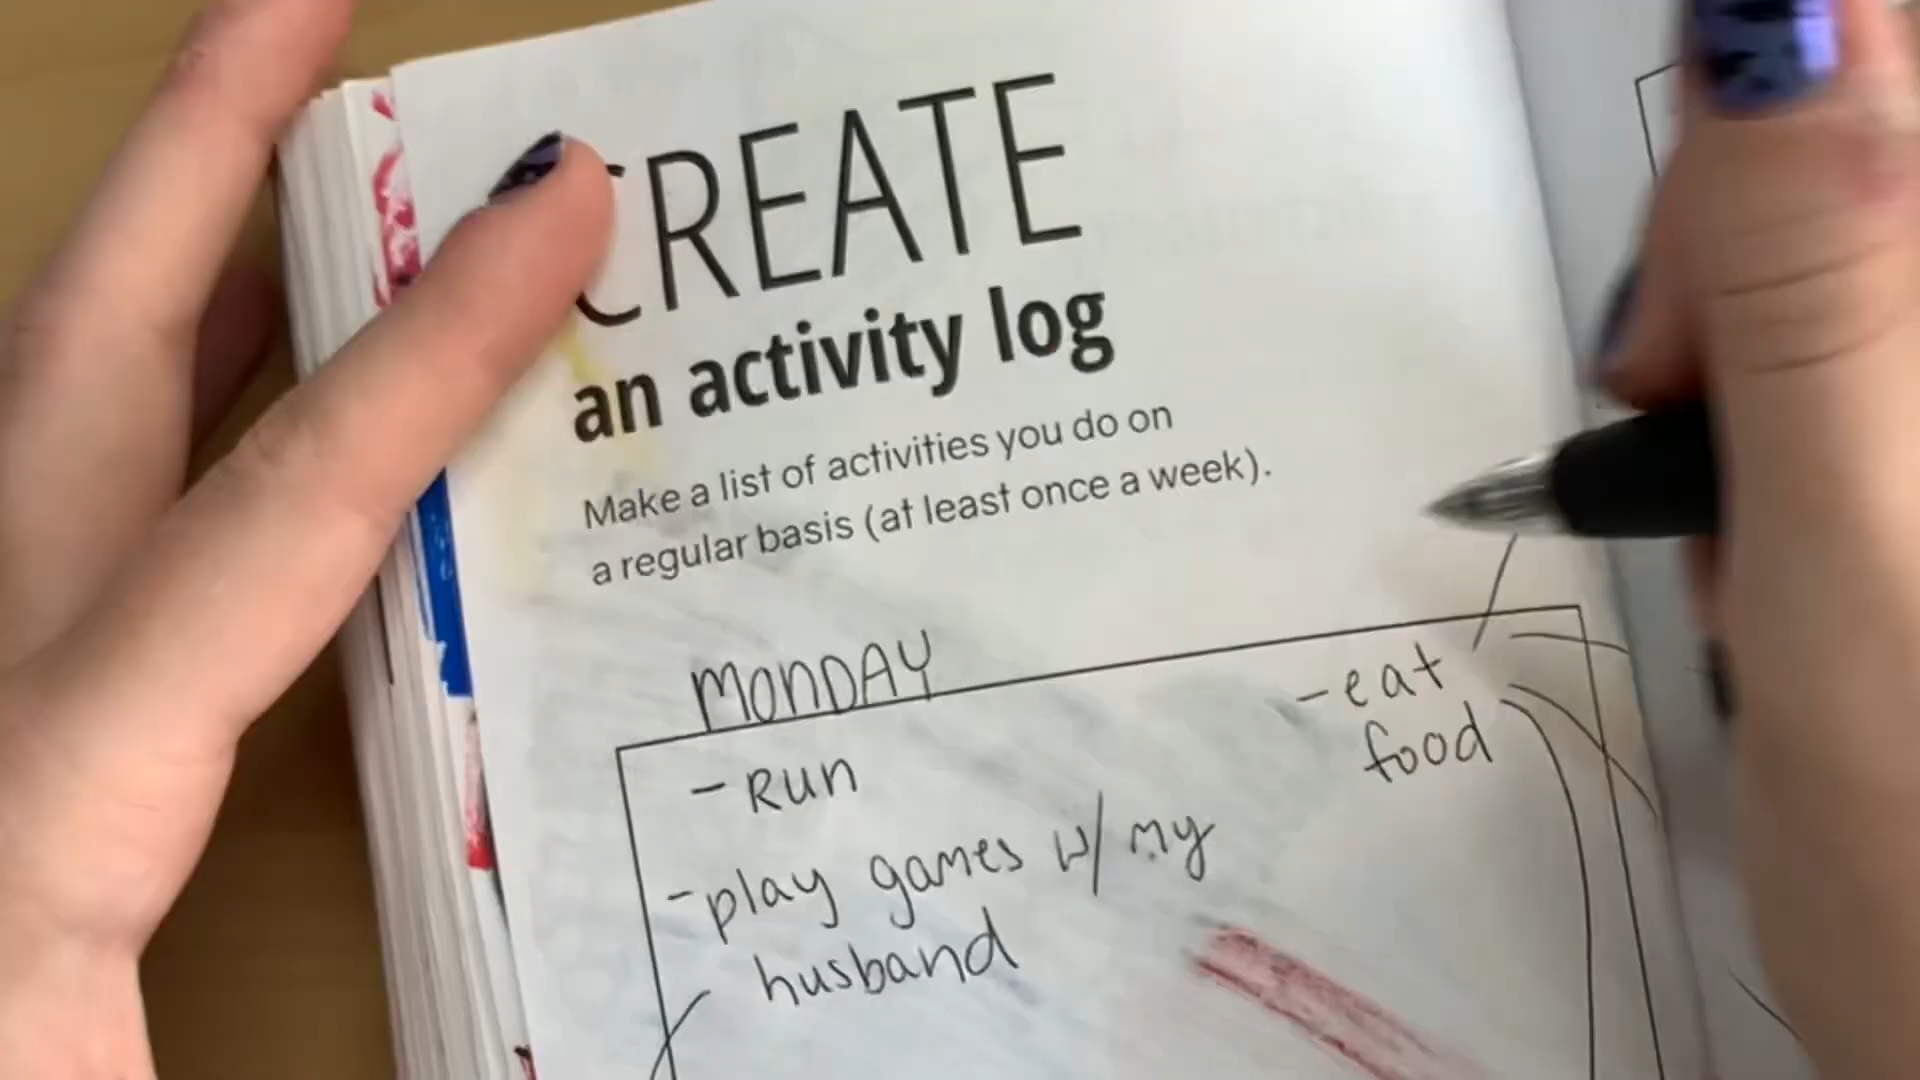 CREATE
an activity log
Make a list of activities you do on
a regular basis (at least once a week).
MONDAY
- RUN
- eat
food
- play games w/ my
husband